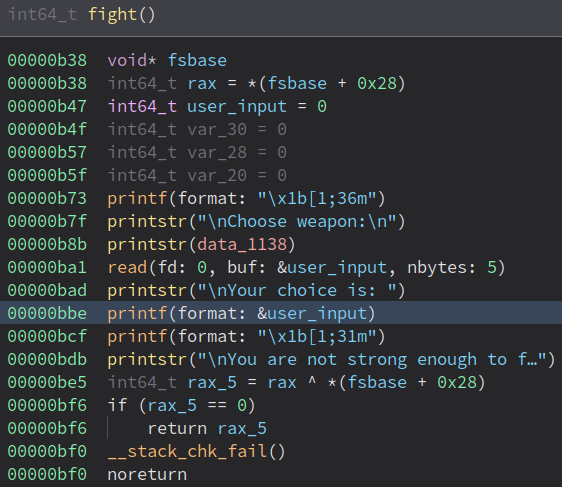 int64_t fight()
00000b38 void* fsbase
00000b38 int64_t rax = *(fsbase + 0x28)
00000b47 int64_t user_input = 0
00000b4f int64_t var_30 = 0
00000b57 int64_t var_28 = 0
00000b5f int64_t var_20 = 0
00000b73 printf(format: "\x1b[1;36m")
00000b7f printstr("\nChoose weapon:\n")
00000b8b printstr(data_1138)
00000ba1 read(fd: 0, buf: &user_input, nbytes: 5)
00000bad printstr("\nYour choice is: ")
00000bbe printf(format: &user_input)
00000bcf printf(format: "\x1b[1;31m")
00000bdb printstr("\nYou are not strong enough to f…")
00000be5 int64_t rax_5 = rax ^ *(fsbase + 0x28)
00000bf6 if (rax_5 == 0)
00000bf6 return rax_5
00000bf0 __stack_chk_fail()
00000bf0 noreturn